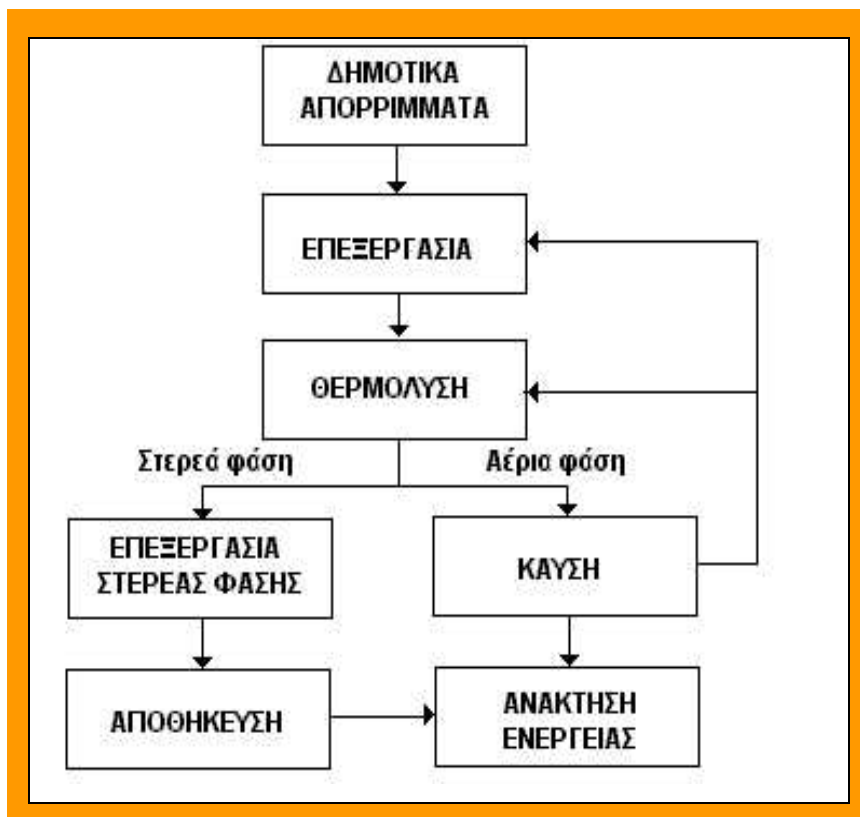 ΔΗΜΟΤΙΚΑ
ΑΠΟΡΡΙΜΜΑΤΑ
ΕΠΕΞΕΡΓΑΣΙΑ
ΘΕΡΜΟΛΥΣΗ
Στερεά φάση
Αέρια φάση
ΕΠΕΞΕΡΓΑΣΙΑ
ΣΤΕΡΕΑΣ ΦΑΣΗΣ
ΚΑΥΣΗ
ΑΠΟΘΗΚΕΥΣΗ
ΑΝΑΚΤΗΣΗ
ΕΝΕΡΓΕΙΑΣ